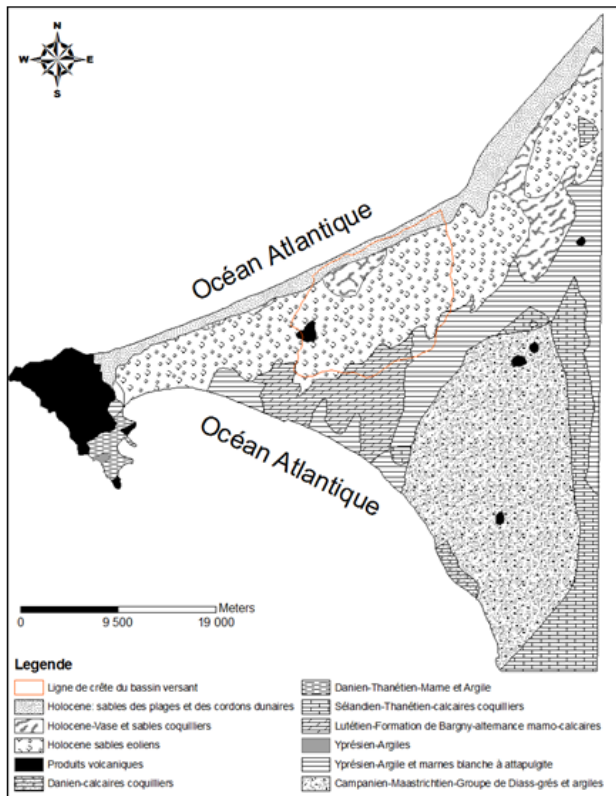 N
W E
S
Océan Atlantique
Océan Atlantique
Meters
0 9 500 19 000
Legende
Ligne de crête du bassin versant
Holocene: sables des plages et des cordons dunaires
Holocene-Vase et sables coquilliers
Holocene sables eoliens
Produits volcaniques
Danien-calcaires coquilliers
Danien-Thanétien-Marne et Argile
Sélandien-Thanétien-calcaires coquilliers
Lutétien-Formation de Bargny-alternance marno-calcaires
Yprésien-Argiles
Yprésien-Argile et marnes blanche à attapulgite
Campanien-Maastrichtien-Groupe de Diass-grés et argiles